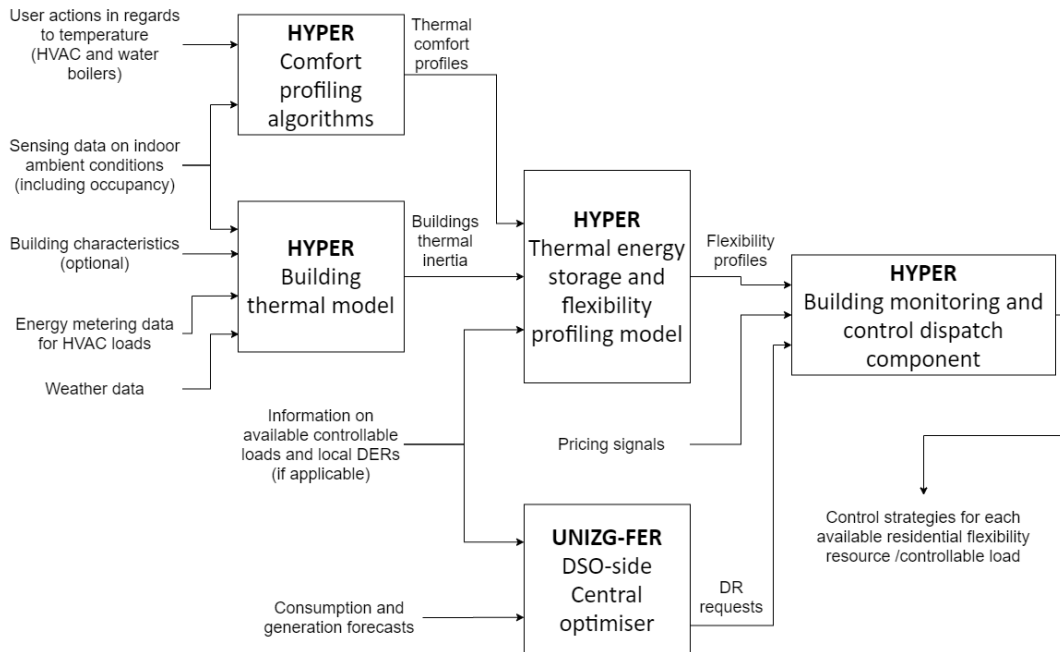 User actions in regards
to temperature
(HVAC and water
boilers)
HYPER
Comfort
profiling
algorithms
Thermal
comfort
profiles
Sensing data on indoor
ambient conditions
(including occupancy)
Building characteristics
(optional)
Energy metering data
for HVAC loads
Weather data
HYPER
Building
thermal model
Buildings
thermal
inertia
HYPER
Thermal energy
storage and
flexibility
profiling model
Flexibility
profiles
HYPER
Building monitoring and
control dispatch
component
Information on
available controllable
loads and local DERs
(if applicable)
Pricing signals
Consumption and
generation forecasts
UNIZG-FER
DSO-side
Central
optimiser
DR
requests
Control strategies for each
available residential flexibility
resource /controllable load